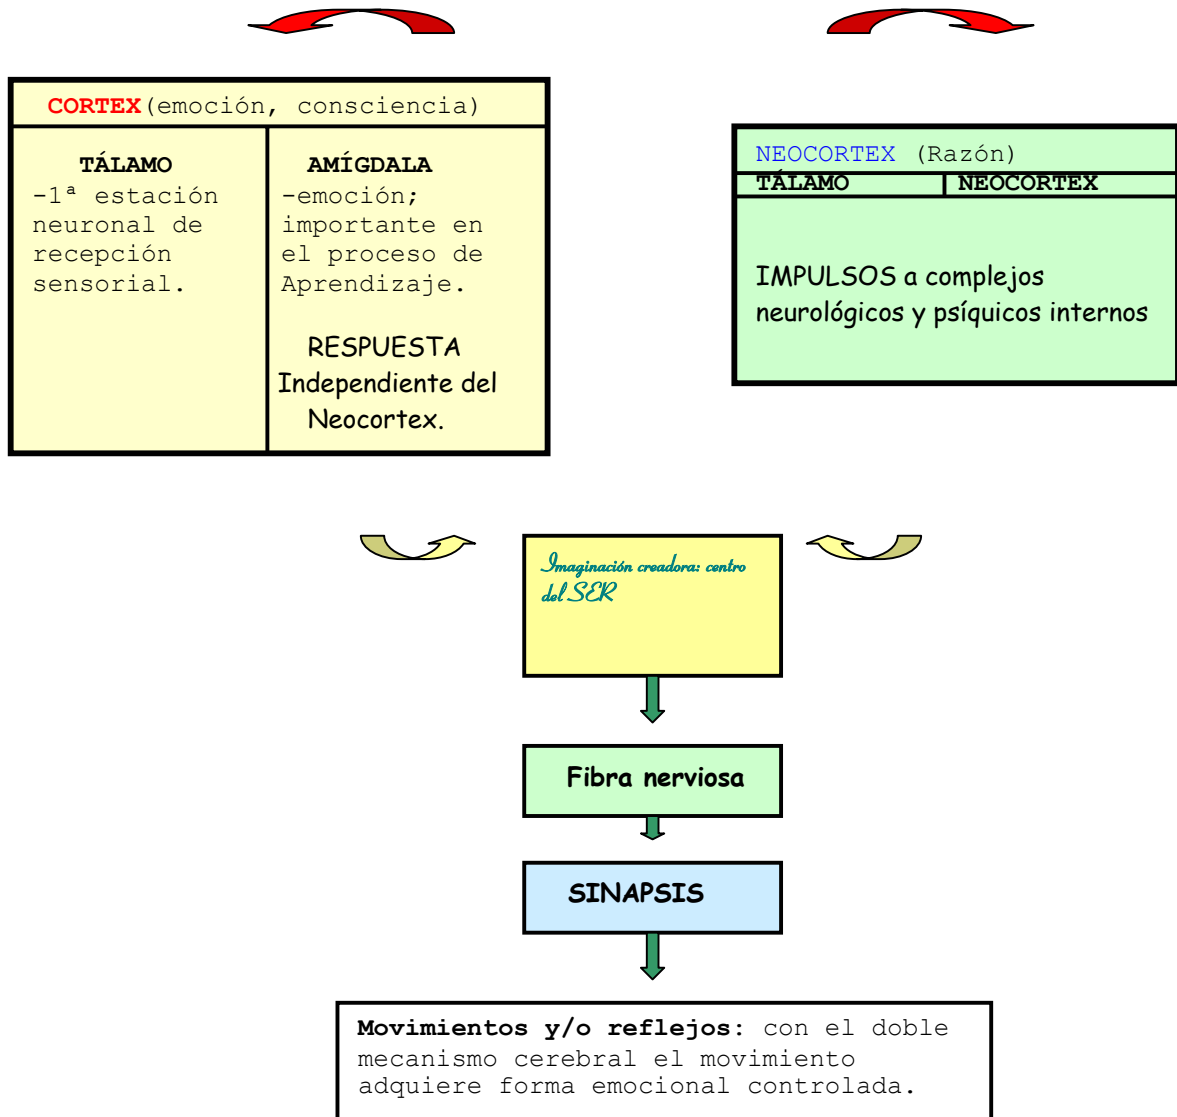 CORTEX(emoción, consciencia)
TÁLAMO
-1ª estación
neuronal de
recepción
sensorial.
AMÍGDALA
-emoción;
importante en
el proceso de
Aprendizaje.
RESPUESTA
Independiente del
Neocortex.
NEOCORTEX (Razón)
TÁLAMO NEOCORTEX
IMPULSOS a complejos
neurológicos y psíquicos internos
Imaginación creadora: centro
del SER
Fibra nerviosa
SINAPSIS
Movimientos y/o reflejos: con el doble
mecanismo cerebral el movimiento
adquiere forma emocional controlada.